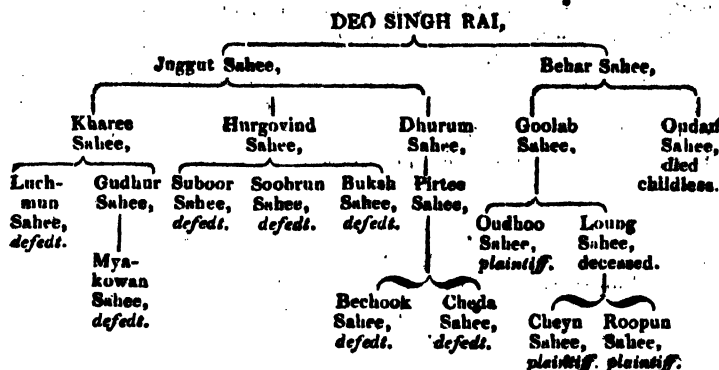 DEO SINGH RAI,
Juggut Sahee, Behar Sahee,
Kharee Hurgovind Dhurum Goolab Oudan
Sahee, Sahee, Sahee, Sahee, Sahee,
died
childless.
Luch- Gudhur Suboor Soobrun Buksh Pirtee
mun Sahee, Sahee, Sahee, Sahee, Sahee,
Sahee, defedt. defedt. defedt.
defedt.
Oudhoo Loung
Sahee, Sahee,
plaintiff. deceased.
Mya-
kowan
Sahee,
defedt.
Bechook Cheda
Sahee, Sahee,
defedt. defedt.
Cheyn Roopun
Sahee, Sahee,
plaintiff. plaintiff.